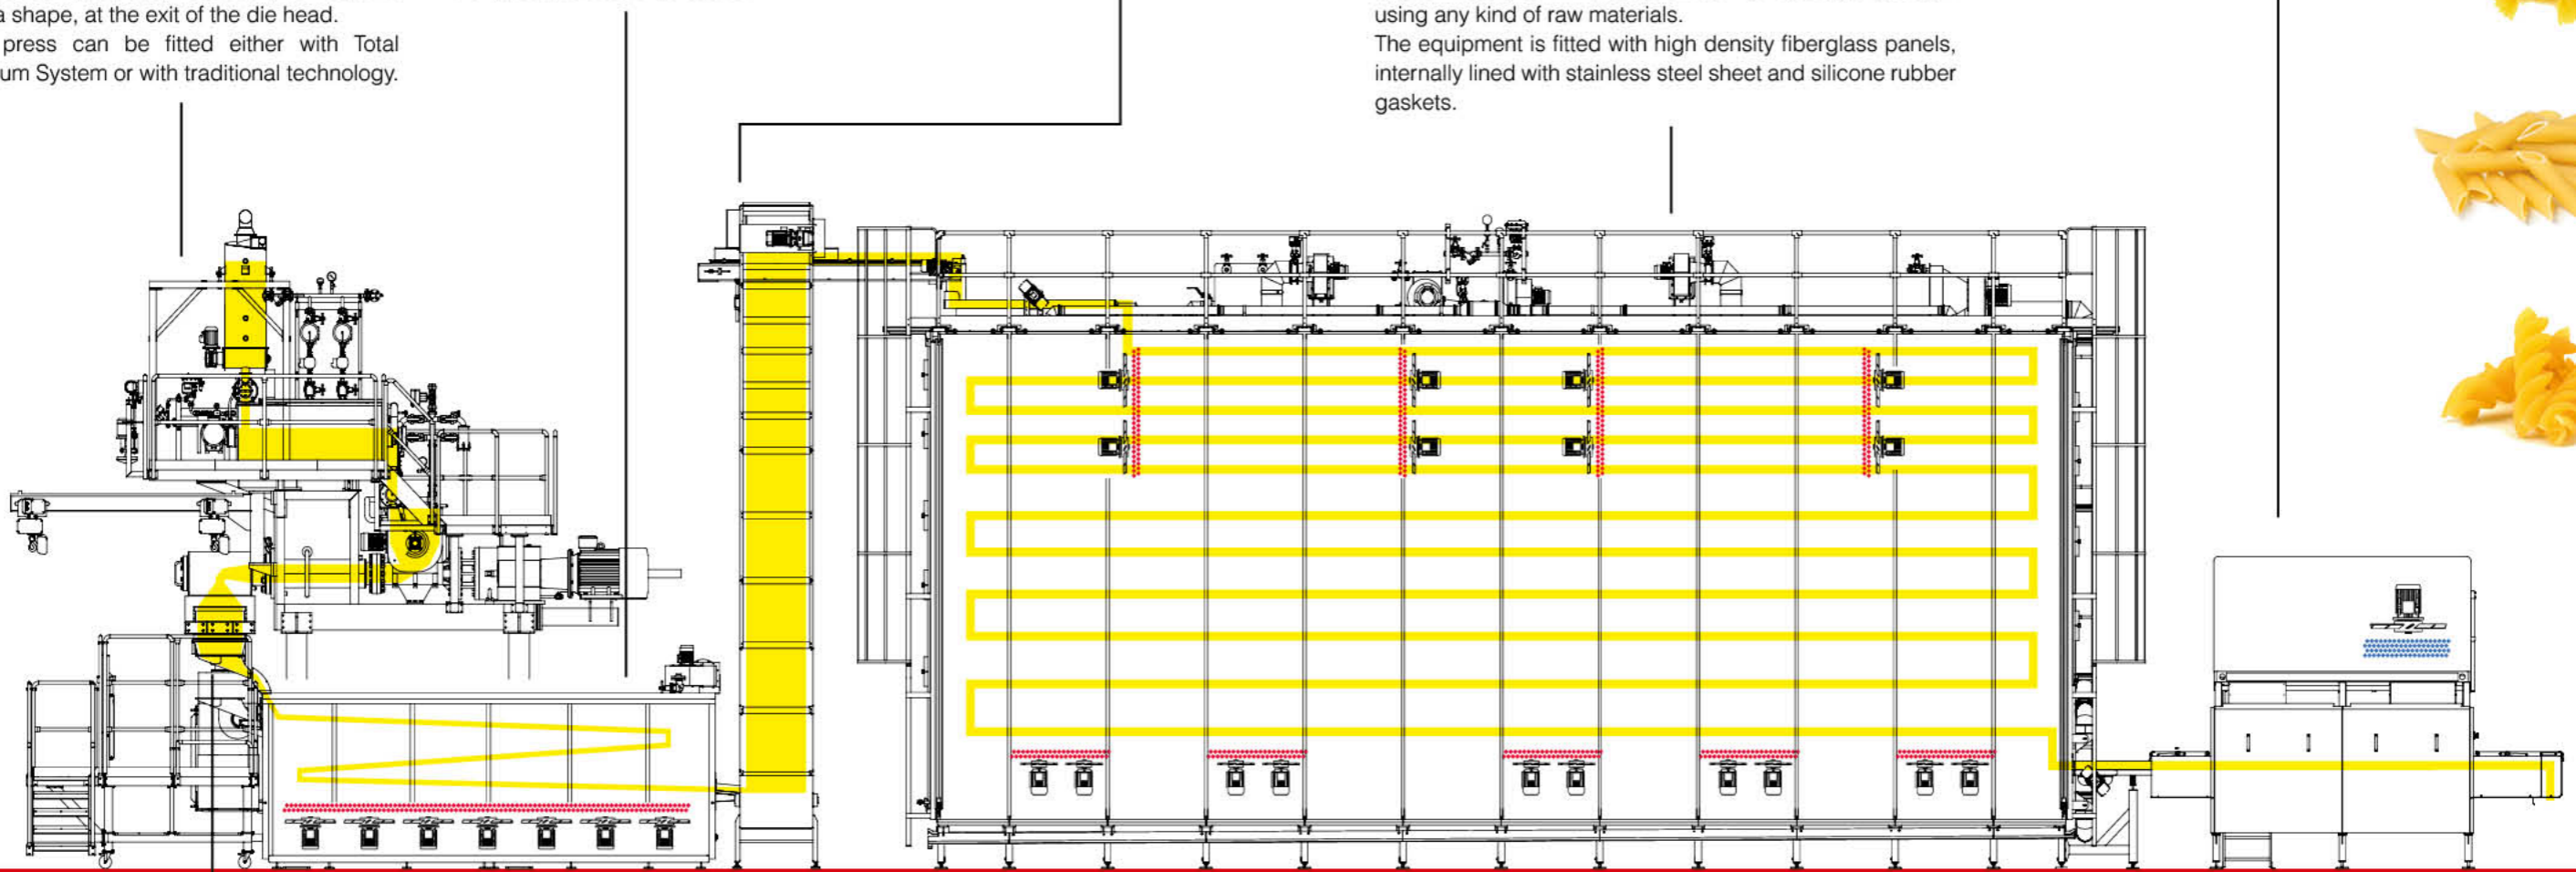 a shape, at the exit of the die head.
press can be fitted either with Total
um System or with traditional technology.
using any kind of raw materials.
The equipment is fitted with high density fiberglass panels,
internally lined with stainless steel sheet and silicone rubber
gaskets.